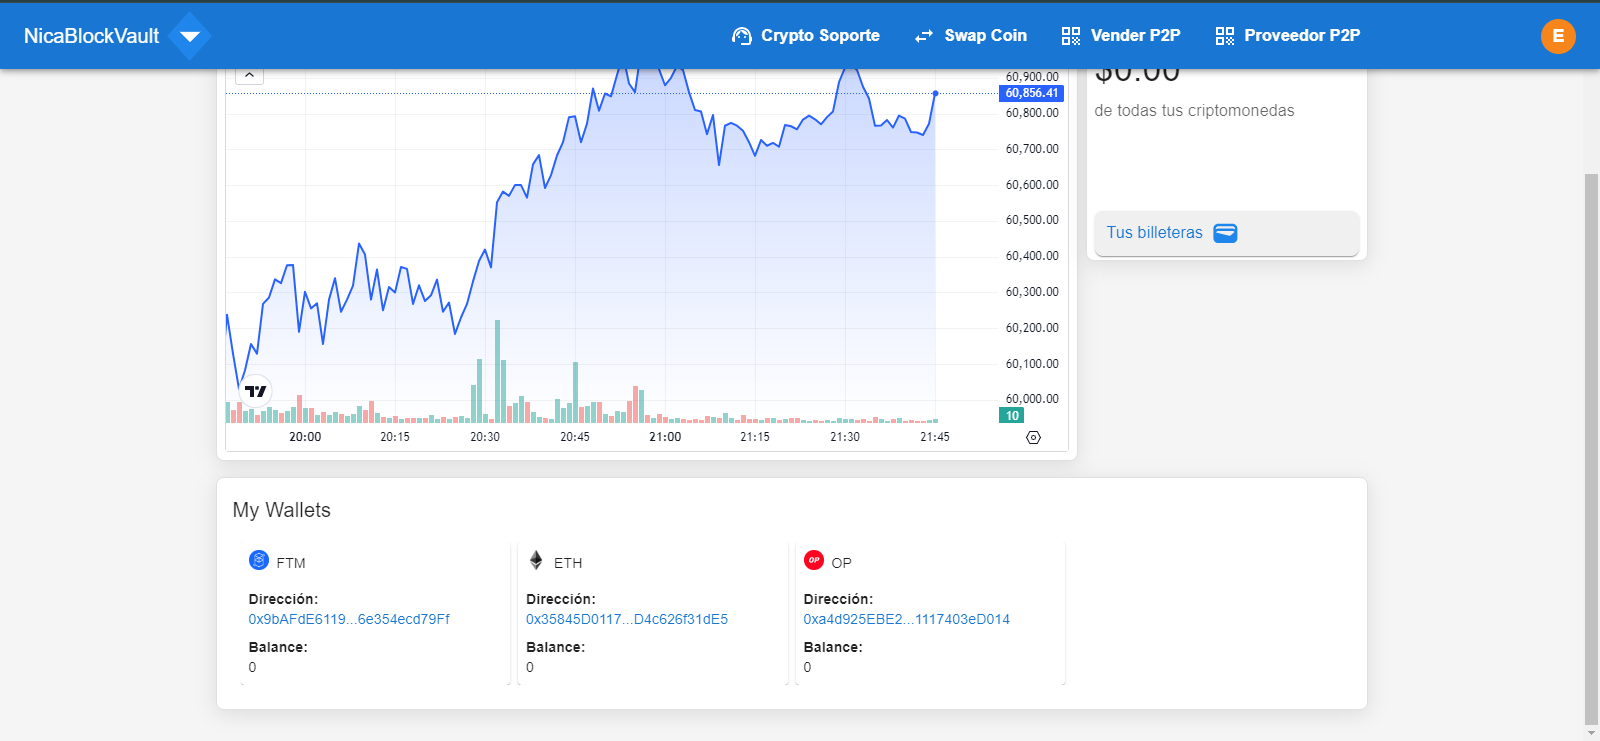 NicaBlockVault
Crypto Soporte
Swap Coin
Vender P2P
Proveedor P2P
E
60,900.00
60,856.41
60,800.00
60,700.00
60,600.00
60,500.00
60,400.00
60,300.00
60,200.00
60,100.00
60,000.00
10
20:00
20:15
20:30
20:45
21:00
21:15
21:30
21:45
$0.00
de todas tus criptomonedas
Tus billeteras
My Wallets
FTM
Dirección:
0x9bAFdE6119...6e354ecd79Ff
Balance:
0
ETH
Dirección:
0x35845D0117...D4c626f31dE5
Balance:
0
OP
OP
Dirección:
0xa4d925EBE2...1117403eD014
Balance:
0